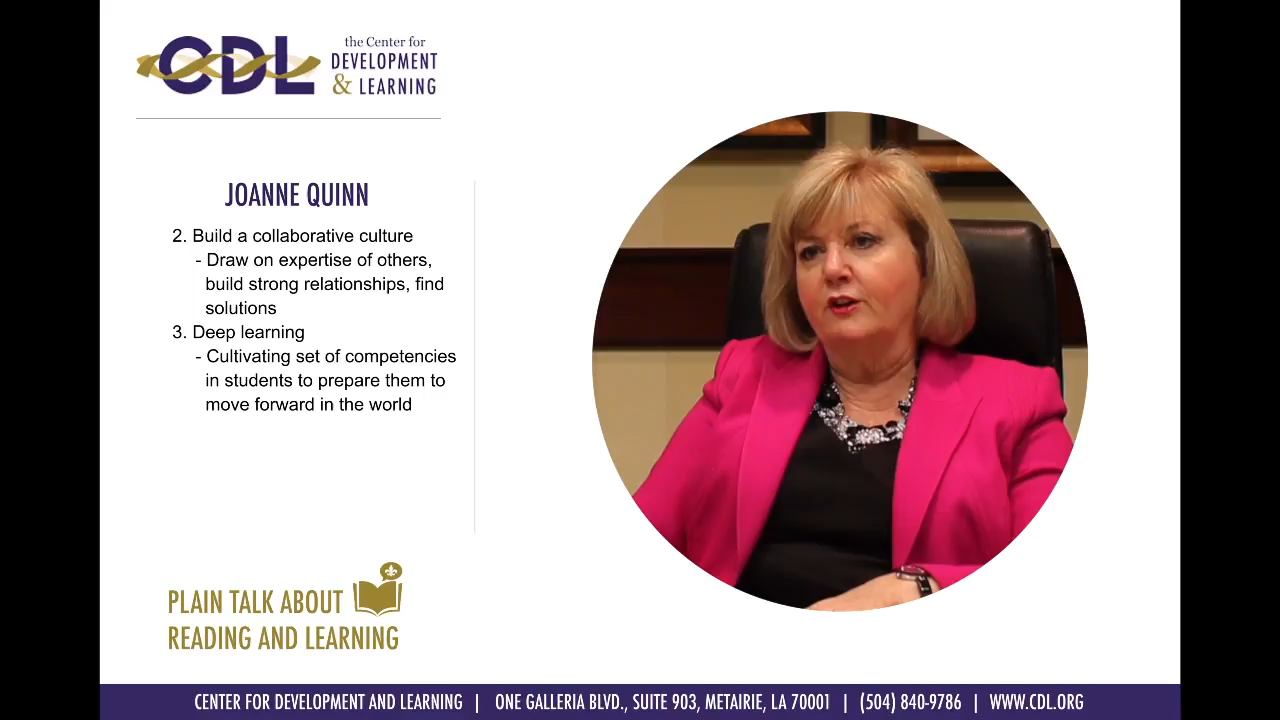 CDL
the Center for
DEVELOPMENT
& LEARNING
JOANNE QUINN
2. Build a collaborative culture
- Draw on expertise of others,
build strong relationships, find
solutions
3. Deep learning
- Cultivating set of competencies
in students to prepare them to
move forward in the world
PLAIN TALK ABOUT
READING AND LEARNING
CENTER FOR DEVELOPMENT AND LEARNING | ONE GALLERIA BLVD., SUITE 903, METAIRIE, LA 70001 | (504) 840-9786 | WWW.CDL.ORG